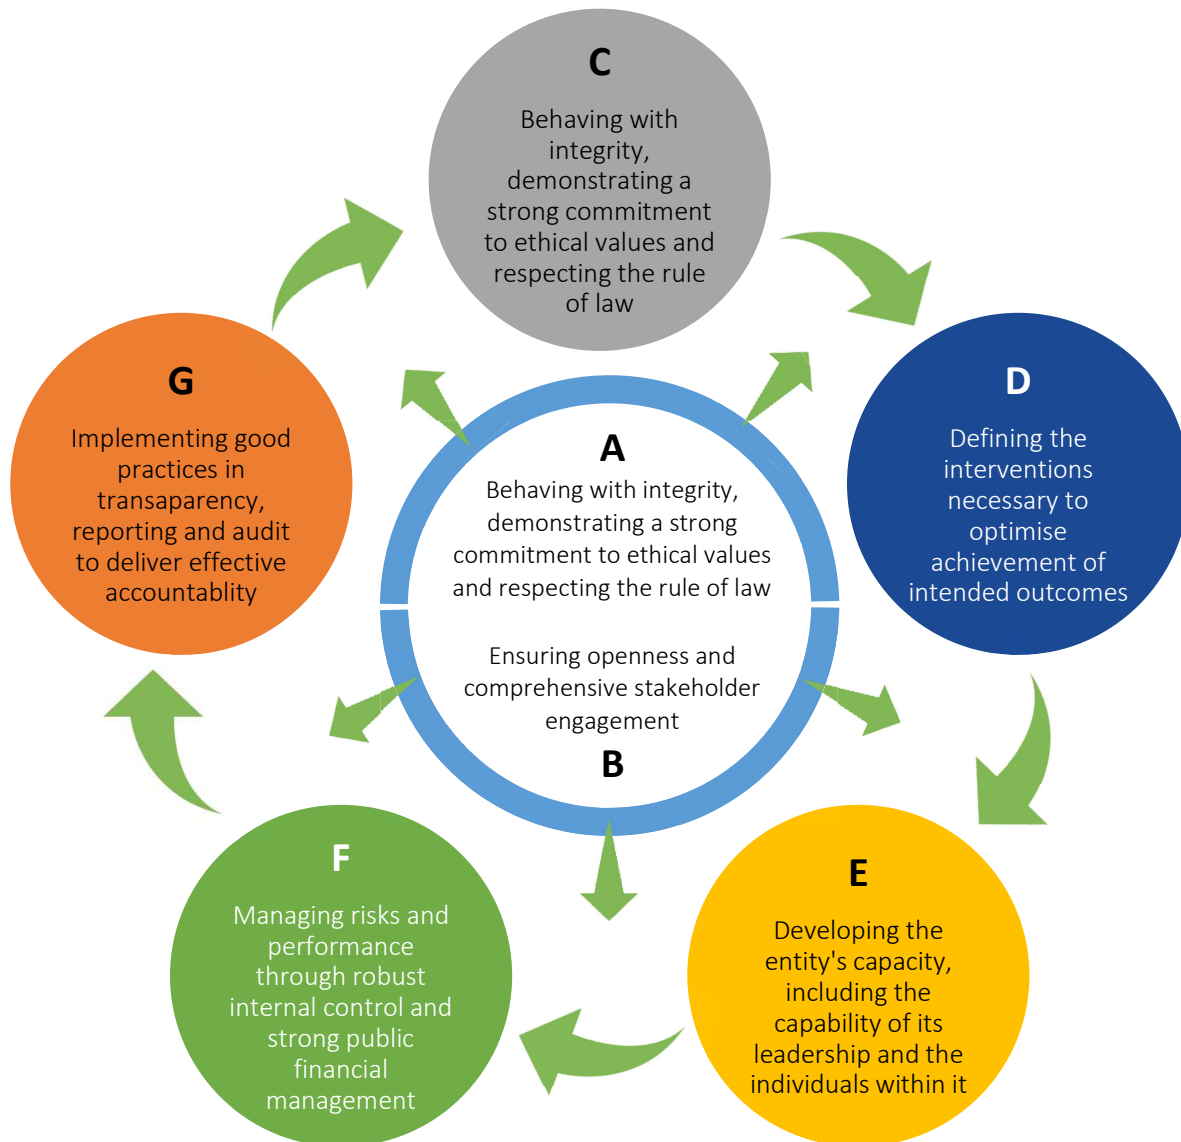 C
Behaving with
integrity,
demonstrating a
strong commitment
to ethical values and
respecting the rule
of law
D
Defining the
interventions
necessary to
optimise
achievement of
intended outcomes
G
Implementing good
practices in
transaparency,
reporting and audit
to deliver effective
accountablity
A
Behaving with integrity,
demonstrating a strong
commitment to ethical values
and respecting the rule of law
Ensuring openness and
comprehensive stakeholder
engagement
B
F
Managing risks and
performance
through robust
internal control and
strong public
financial
management
E
Developing the
entity's capacity,
including the
capability of its
leadership and the
individuals within it